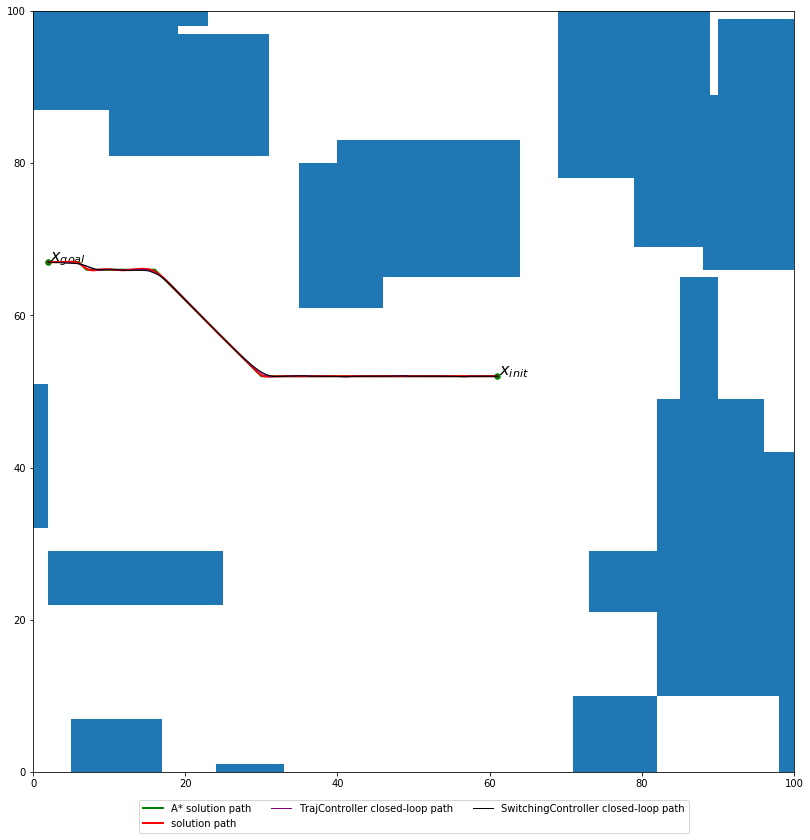 100
80
x_goal
60
x_init
40
20
0
0 20 40 60 80 100
A* solution path TrajController closed-loop path SwitchingController closed-loop path
solution path